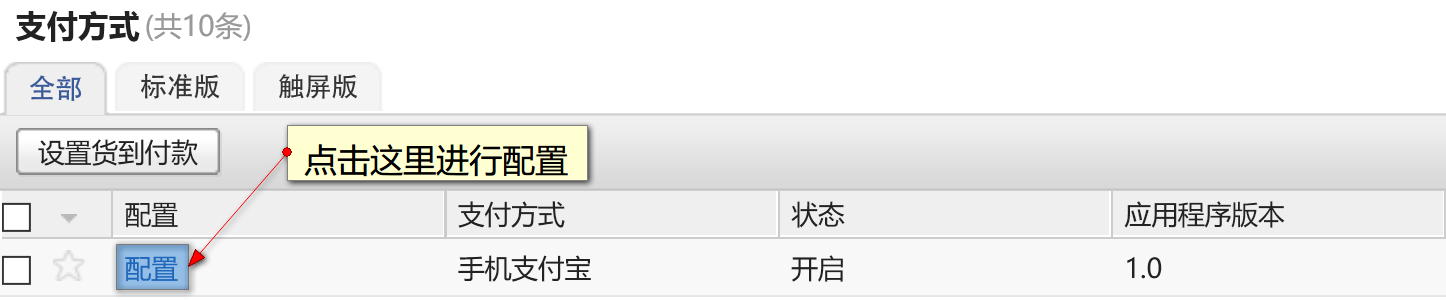 支付方式(共10条)
全部 标准版 触屏版
设置货到付款 点击这里进行配置
配置 支付方式 状态 应用程序版本
配置 手机支付宝 开启 1.0